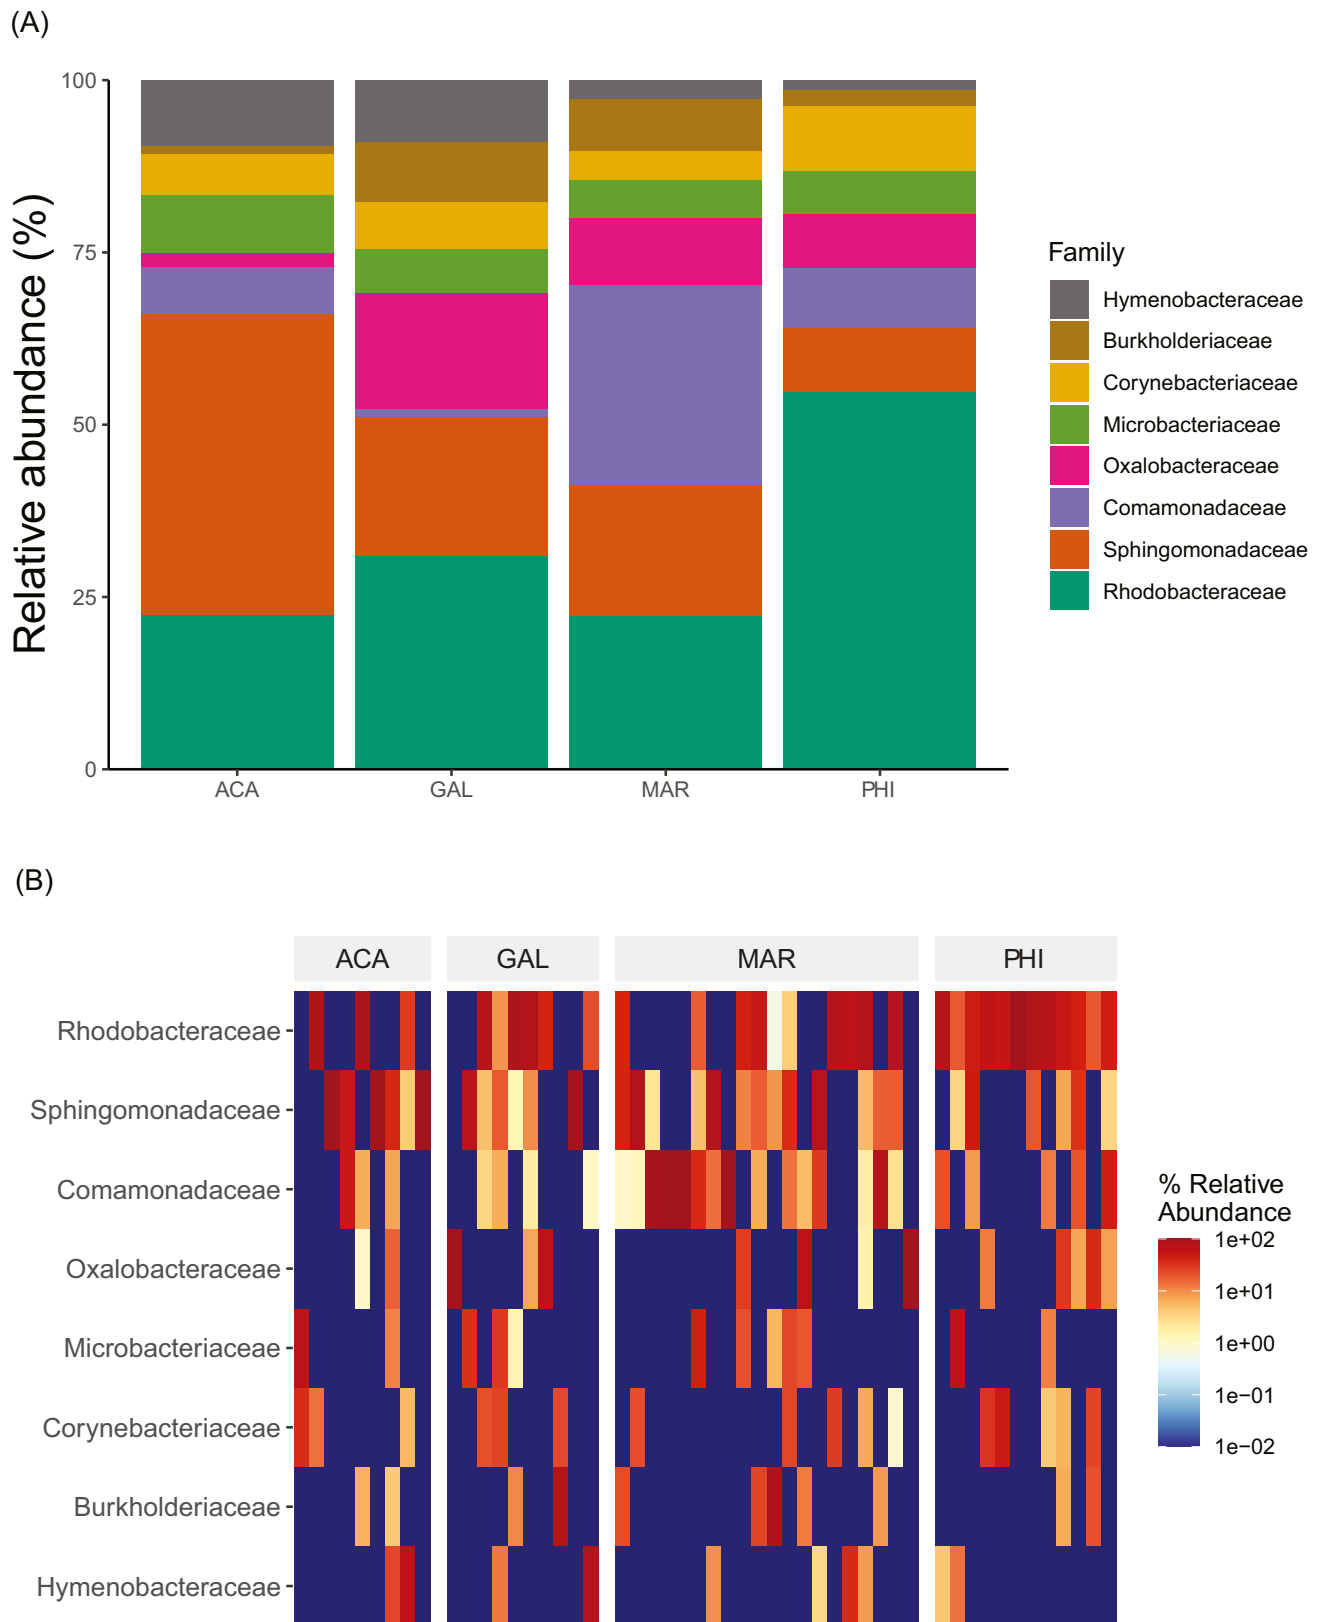 (A)
Relative abundance (%)
100
75
50
25
0
ACA GAL MAR PHI
Family
Hymenobacteraceae
Burkholderiaceae
Corynebacteriaceae
Microbacteriaceae
Oxalobacteraceae
Comamonadaceae
Sphingomonadaceae
Rhodobacteraceae
(B)
ACA GAL MAR PHI
Rhodobacteraceae
Sphingomonadaceae
Comamonadaceae
Oxalobacteraceae
Microbacteriaceae
Corynebacteriaceae
Burkholderiaceae
Hymenobacteraceae
% Relative
Abundance
1e+02
1e+01
1e+00
1e−01
1e−02